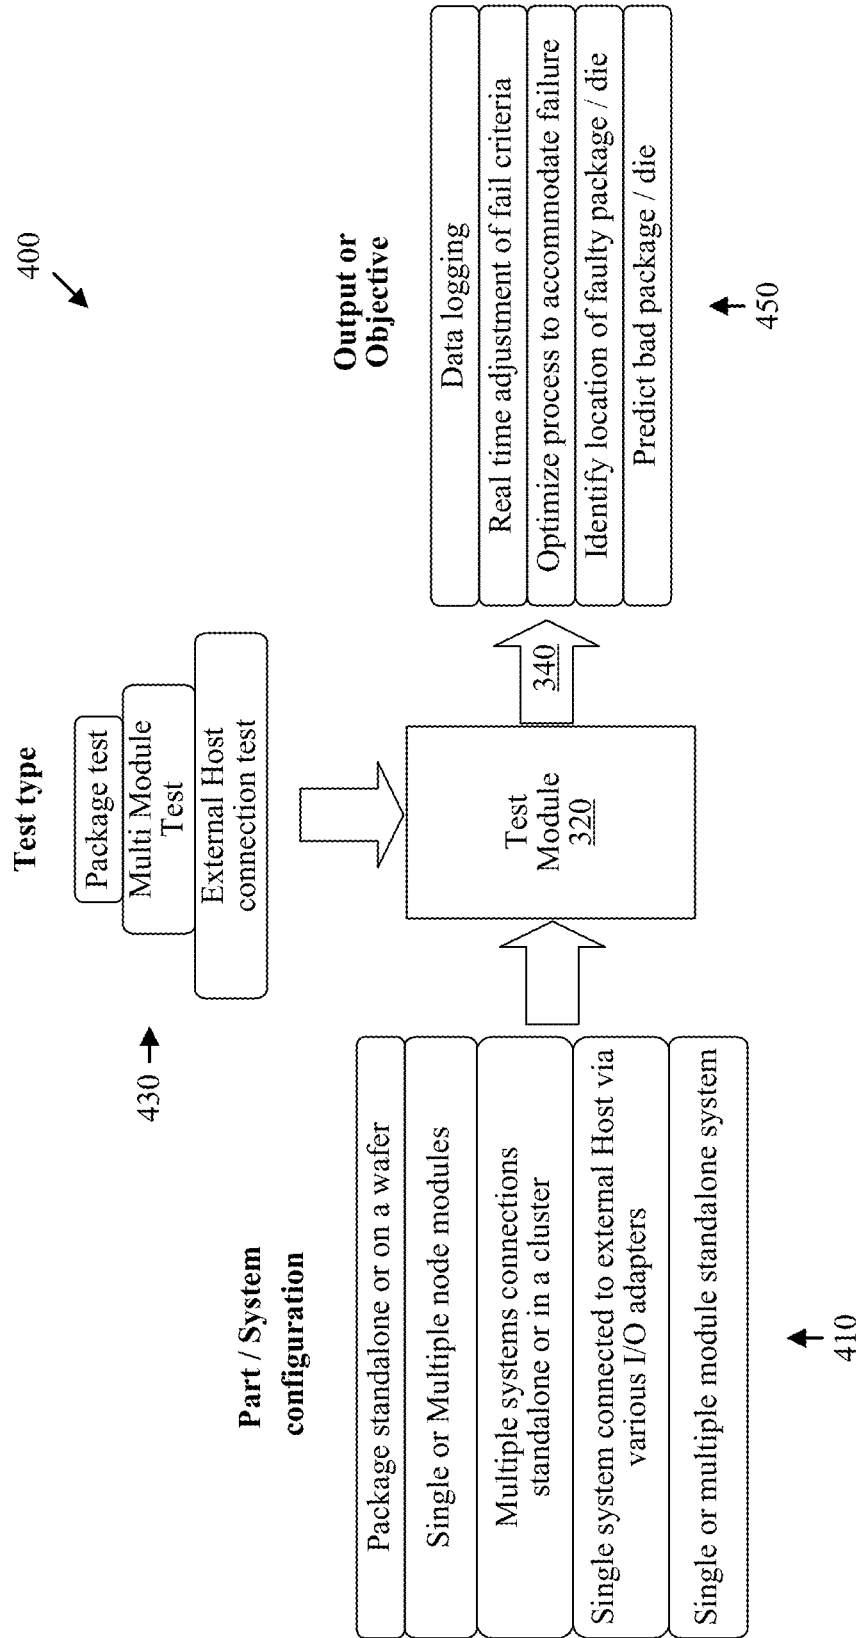 400
Test type
Package test
Multi Module
Test
External Host
connection test
430
Part / System
configuration
Package standalone or on a wafer
Single or Multiple node modules
Multiple systems connections
standalone or in a cluster
Single system connected to external Host via
various I/O adapters
Single or multiple module standalone system
410
Test
Module
320
340
Output or
Objective
Data logging
Real time adjustment of fail criteria
Optimize process to accommodate failure
Identify location of faulty package / die
Predict bad package / die
450